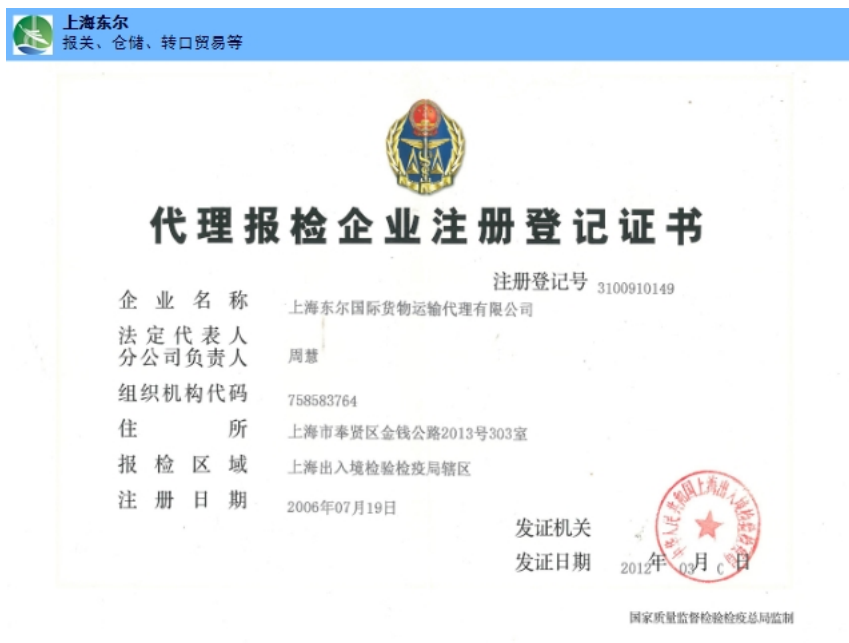 上海东尔
报关、仓储、转口贸易等
代理报检企业注册登记证书
注册登记号 3100910149
企业名称 上海东尔国际货物运输代理有限公司
法定代表人
分公司负责人 周慧
组织机构代码 758583764
住所 上海市奉贤区金钱公路2013号303室
报检区域 上海出入境检验检疫局辖区
注册日期 2006年07月19日
发证机关
发证日期 2012年 03月 日
国家质量监督检验检疫总局监制